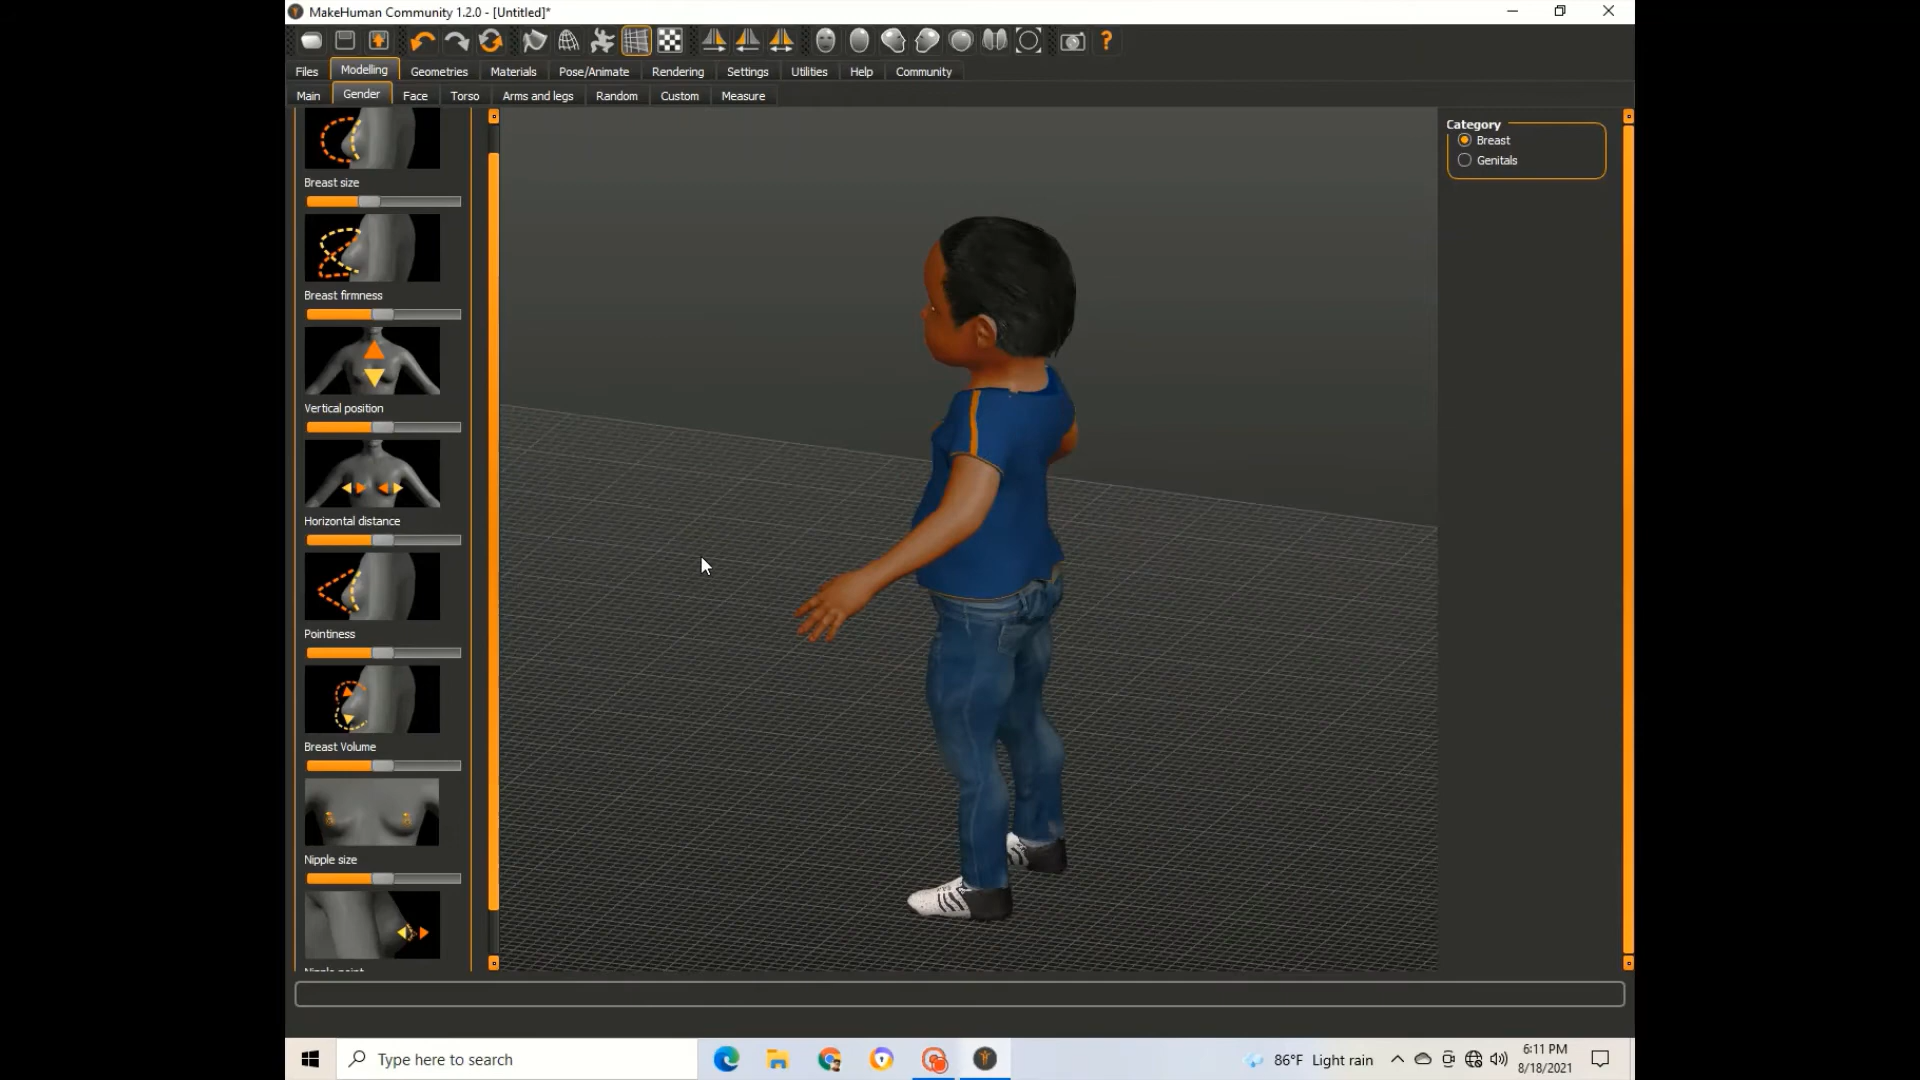 MakeHuman Community 1.2.0 - [Untitled]*
Files Modelling Geometries Materials Pose/Animate Rendering Settings Utilities Help Community
Main Gender Face Torso Arms and legs Random Custom Measure
Breast size
Breast firmness
Vertical position
Horizontal distance
Pointiness
Breast Volume
Nipple size
Category
Breast
Genitals
Type here to search
86°F Light rain
6:11 PM
8/18/2021